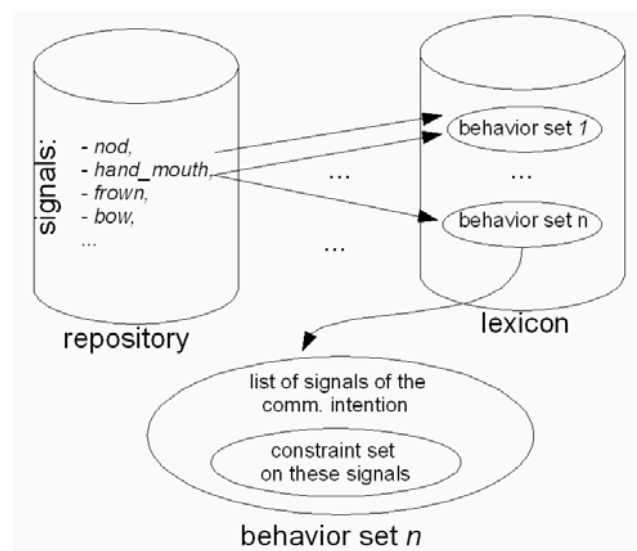 signals:
- nod,
- hand_mouth,
- frown,
- bow,
...
repository
...
...
behavior set 1
...
behavior set n
lexicon
list of signals of the
comm. intention
constraint set
on these signals
behavior set n